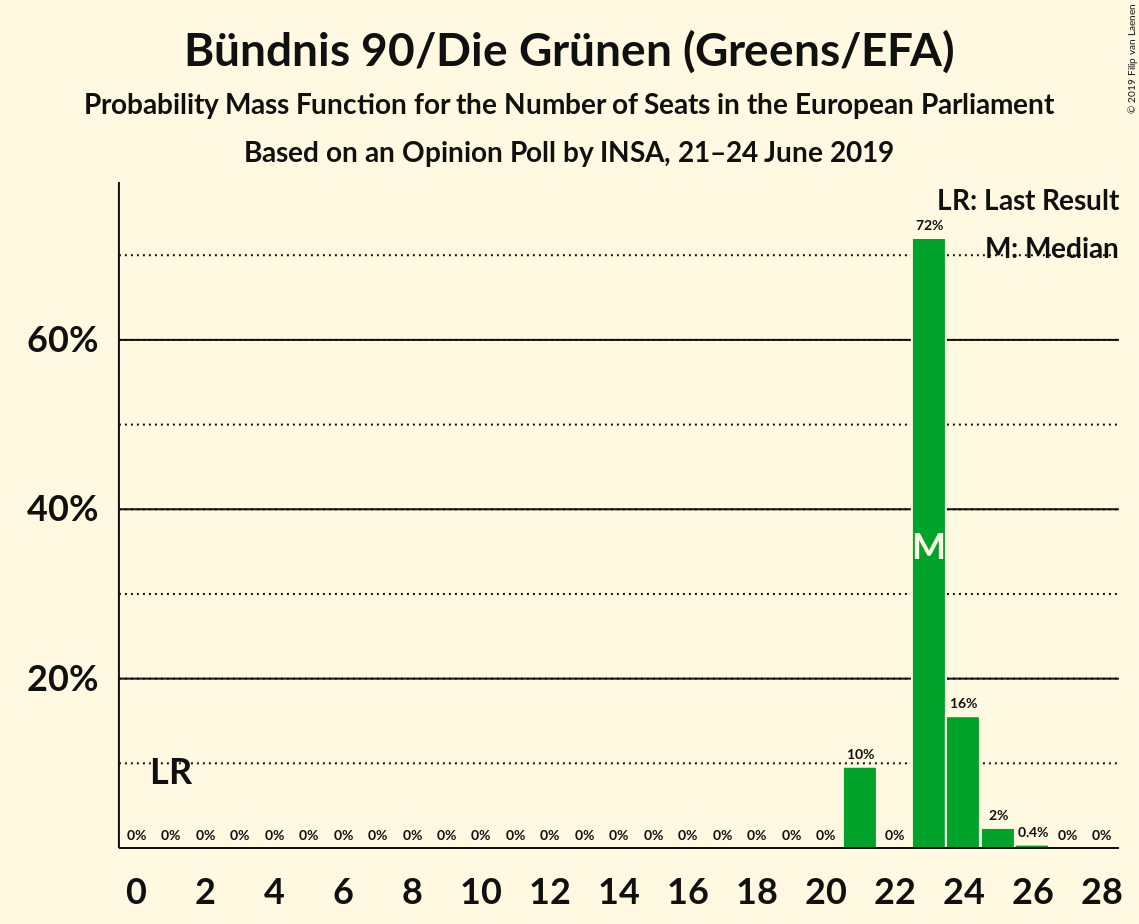 Bündnis 90/Die Grünen (Greens/EFA)
Probability Mass Function for the Number of Seats in the European Parliament
Based on an Opinion Poll by INSA, 21–24 June 2019
© 2019 Filip van Laenen
LR: Last Result
M: Median
72%
60%
40%
M
20%
16%
LR
10%
2%
0.4%
0% 0% 0% 0% 0% 0% 0% 0% 0% 0% 0% 0% 0% 0% 0% 0% 0% 0% 0% 0% 0% 0% 0% 0%
0 2 4 6 8 10 12 14 16 18 20 22 24 26 28